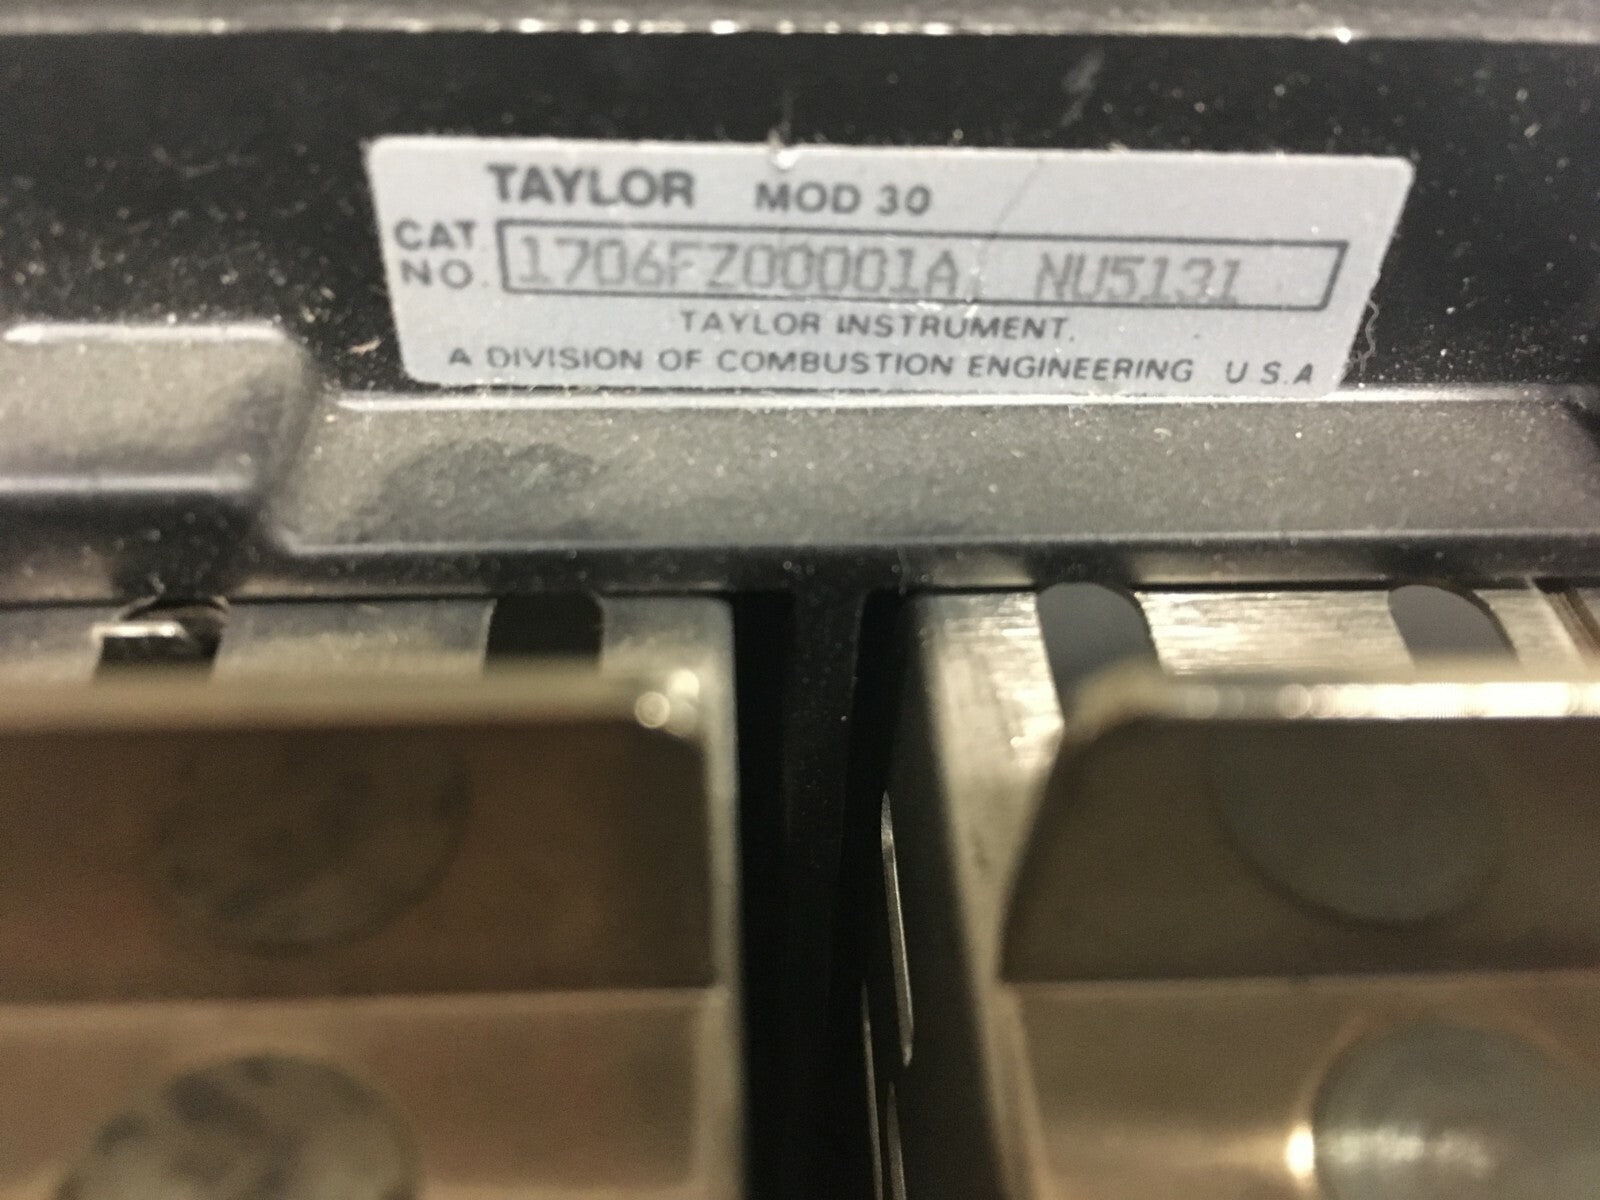 TAYLOR MOD 30
CAT NO. 1706FZ00001A NU5131
TAYLOR INSTRUMENT.
A DIVISION OF COMBUSTION ENGINEERING U S.A